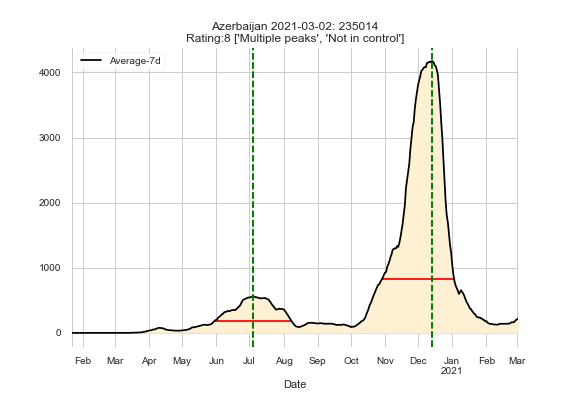 Azerbaijan 2021-03-02: 235014
Rating:8 ['Multiple peaks', 'Not in control']
Average-7d
4000
3000
2000
1000
0
Feb Mar Apr May Jun Jul Aug Sep Oct Nov Dec Jan Feb Mar
2021
Date